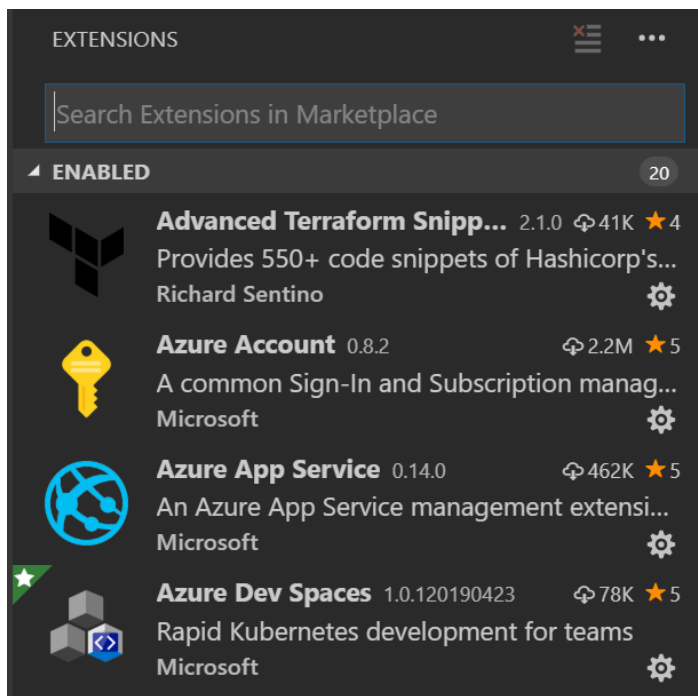 EXTENSIONS
Search Extensions in Marketplace
ENABLED 20
Advanced Terraform Snipp... 2.1.0 41K 4
Provides 550+ code snippets of Hashicorp's...
Richard Sentino
Azure Account 0.8.2 2.2M 5
A common Sign-In and Subscription manag...
Microsoft
Azure App Service 0.14.0 462K 5
An Azure App Service management extensi...
Microsoft
Azure Dev Spaces 1.0.120190423 78K 5
Rapid Kubernetes development for teams
Microsoft